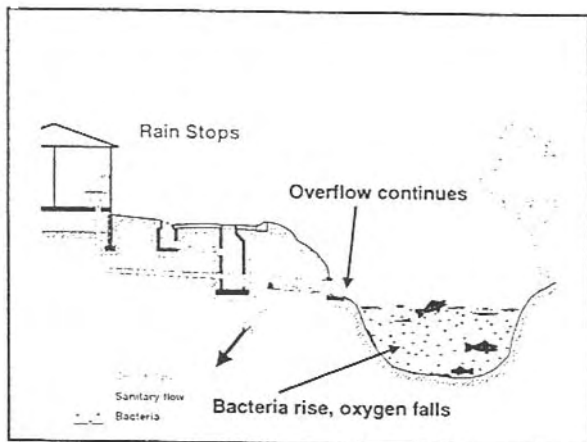 Rain Stops
Overflow continues
Sanitary flow
Bacteria
Bacteria rise, oxygen falls